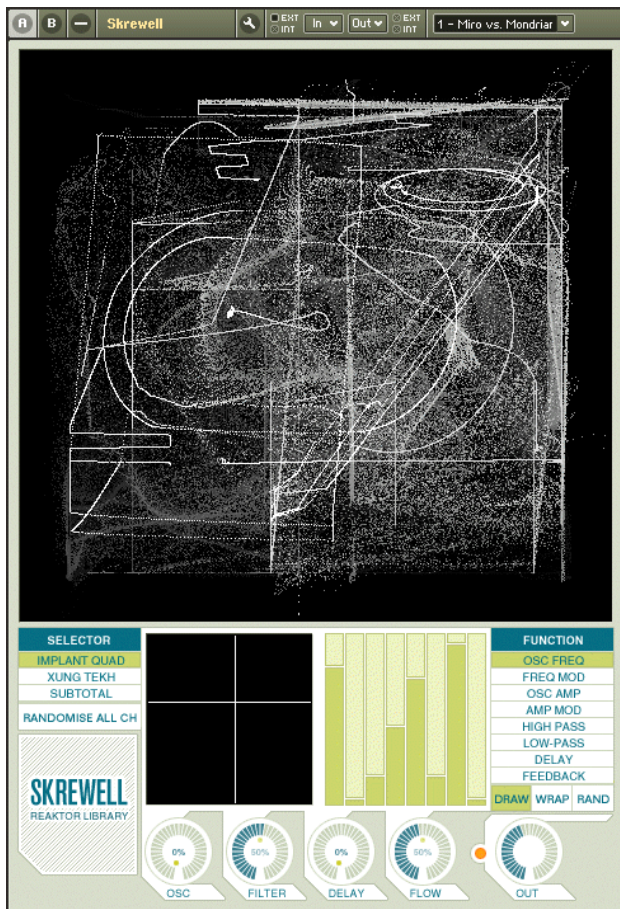 A B Skrewell EXT INT In Out EXT INT 1 - Miro vs. Mondriar
SELECTOR
IMPLANT QUAD
XUNG TEKH
SUBTOTAL
RANDOMISE ALL CH
SKREWELL
REAKTOR LIBRARY
FUNCTION
OSC FREQ
FREQ MOD
OSC AMP
AMP MOD
HIGH PASS
LOW-PASS
DELAY
FEEDBACK
DRAW WRAP RAND
0% 50% 0% 50%
OSC FILTER DELAY FLOW OUT